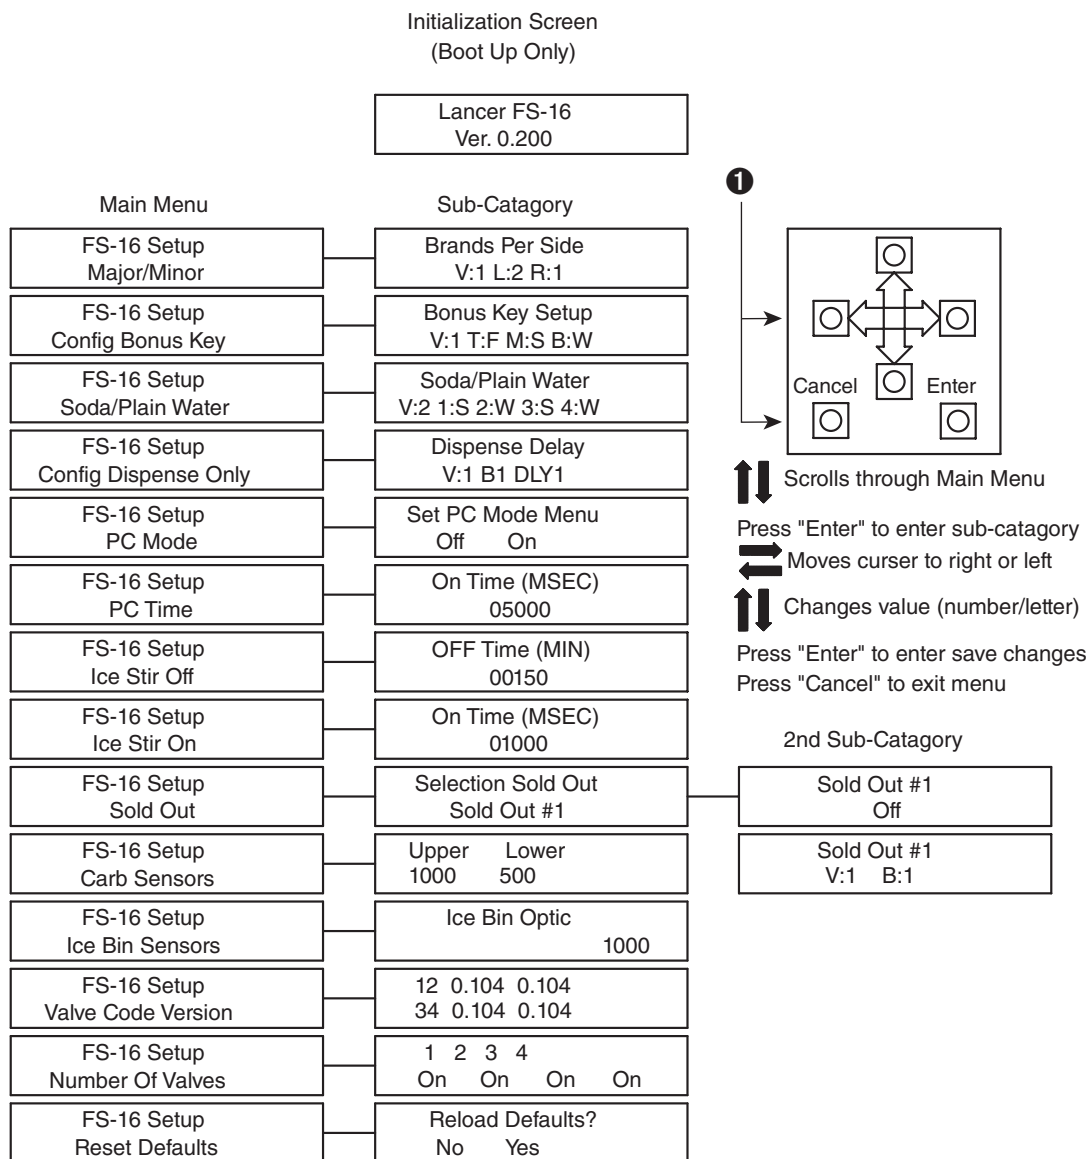 Initialization Screen
(Boot Up Only)
Lancer FS-16
Ver. 0.200
Main Menu
Sub-Catagory
FS-16 Setup
Major/Minor
Brands Per Side
V:1 L:2 R:1
FS-16 Setup
Config Bonus Key
Bonus Key Setup
V:1 T:F M:S B:W
FS-16 Setup
Soda/Plain Water
Soda/Plain Water
V:2 1:S 2:W 3:S 4:W
FS-16 Setup
Config Dispense Only
Dispense Delay
V:1 B1 DLY1
FS-16 Setup
PC Mode
Set PC Mode Menu
Off On
FS-16 Setup
PC Time
On Time (MSEC)
05000
FS-16 Setup
Ice Stir Off
OFF Time (MIN)
00150
FS-16 Setup
Ice Stir On
On Time (MSEC)
01000
FS-16 Setup
Sold Out
Selection Sold Out
Sold Out #1
FS-16 Setup
Carb Sensors
Upper Lower
1000 500
FS-16 Setup
Ice Bin Sensors
Ice Bin Optic
1000
FS-16 Setup
Valve Code Version
12 0.104 0.104
34 0.104 0.104
FS-16 Setup
Number Of Valves
1 2 3 4
On On On On
FS-16 Setup
Reset Defaults
Reload Defaults?
No Yes
1
Cancel Enter
Scrolls through Main Menu
Press "Enter" to enter sub-catagory
Moves curser to right or left
Changes value (number/letter)
Press "Enter" to enter save changes
Press "Cancel" to exit menu
2nd Sub-Catagory
Sold Out #1
Off
Sold Out #1
V:1 B:1